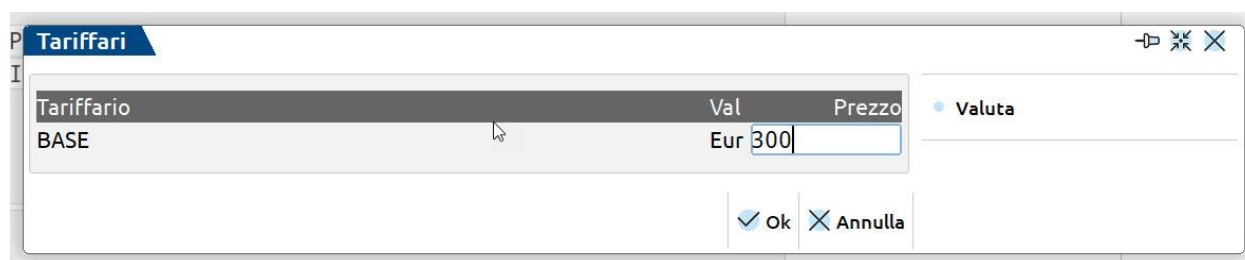 P
Tariffari
I
Tariffario Val Prezzo
BASE Eur 300
Valuta
Ok Annulla